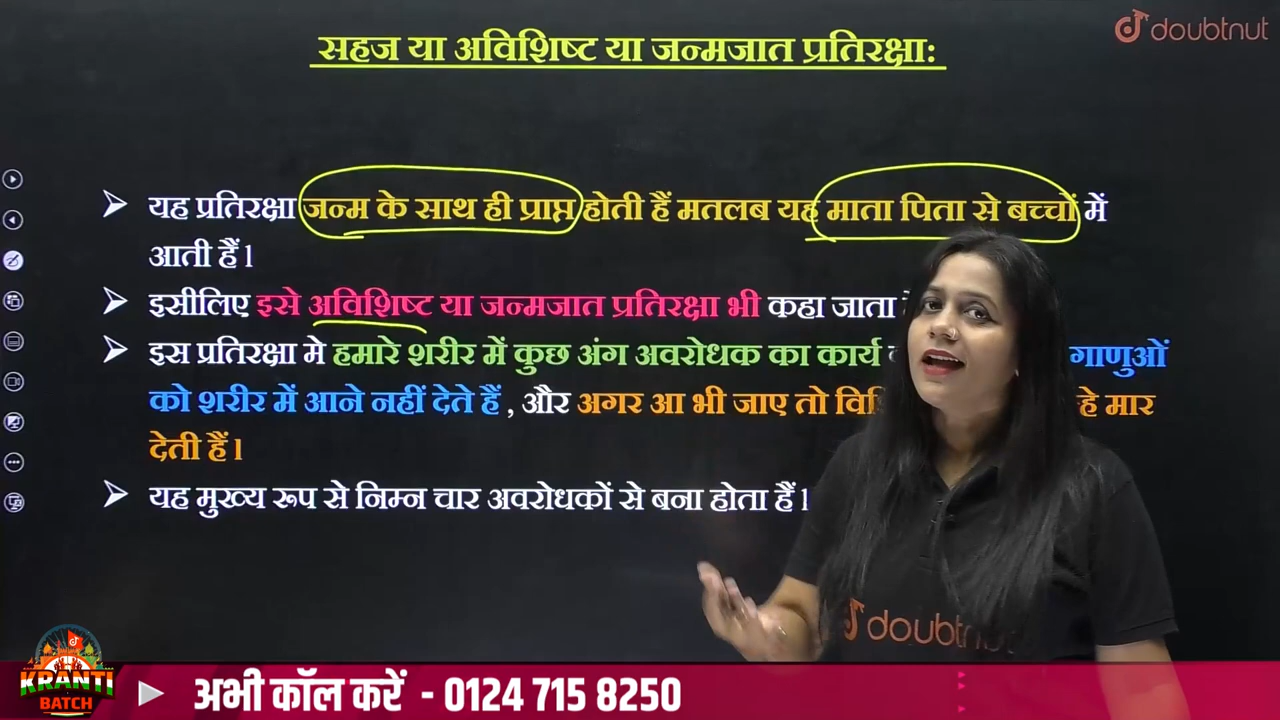 सहज या अविशिष्ट या जन्मजात प्रतिरक्षा:
doubtnut
यह प्रतिरक्षा जन्म के साथ ही प्राप्त होती हैं मतलब यह माता पिता से बच्चों में
आती हैं।
इसीलिए इसे अविशिष्ट या जन्मजात प्रतिरक्षा भी कहा जाता
इस प्रतिरक्षा मे हमारे शरीर में कुछ अंग अवरोधक का कार्य गाणुओं
को शरीर में आने नहीं देते हैं , और अगर आ भी जाए तो हे मार
देती हैं।
यह मुख्य रूप से निम्न चार अवरोधकों से बना होता हैं।
doubtnut
KRANTI
BATCH
अभी कॉल करें - 0124 715 8250